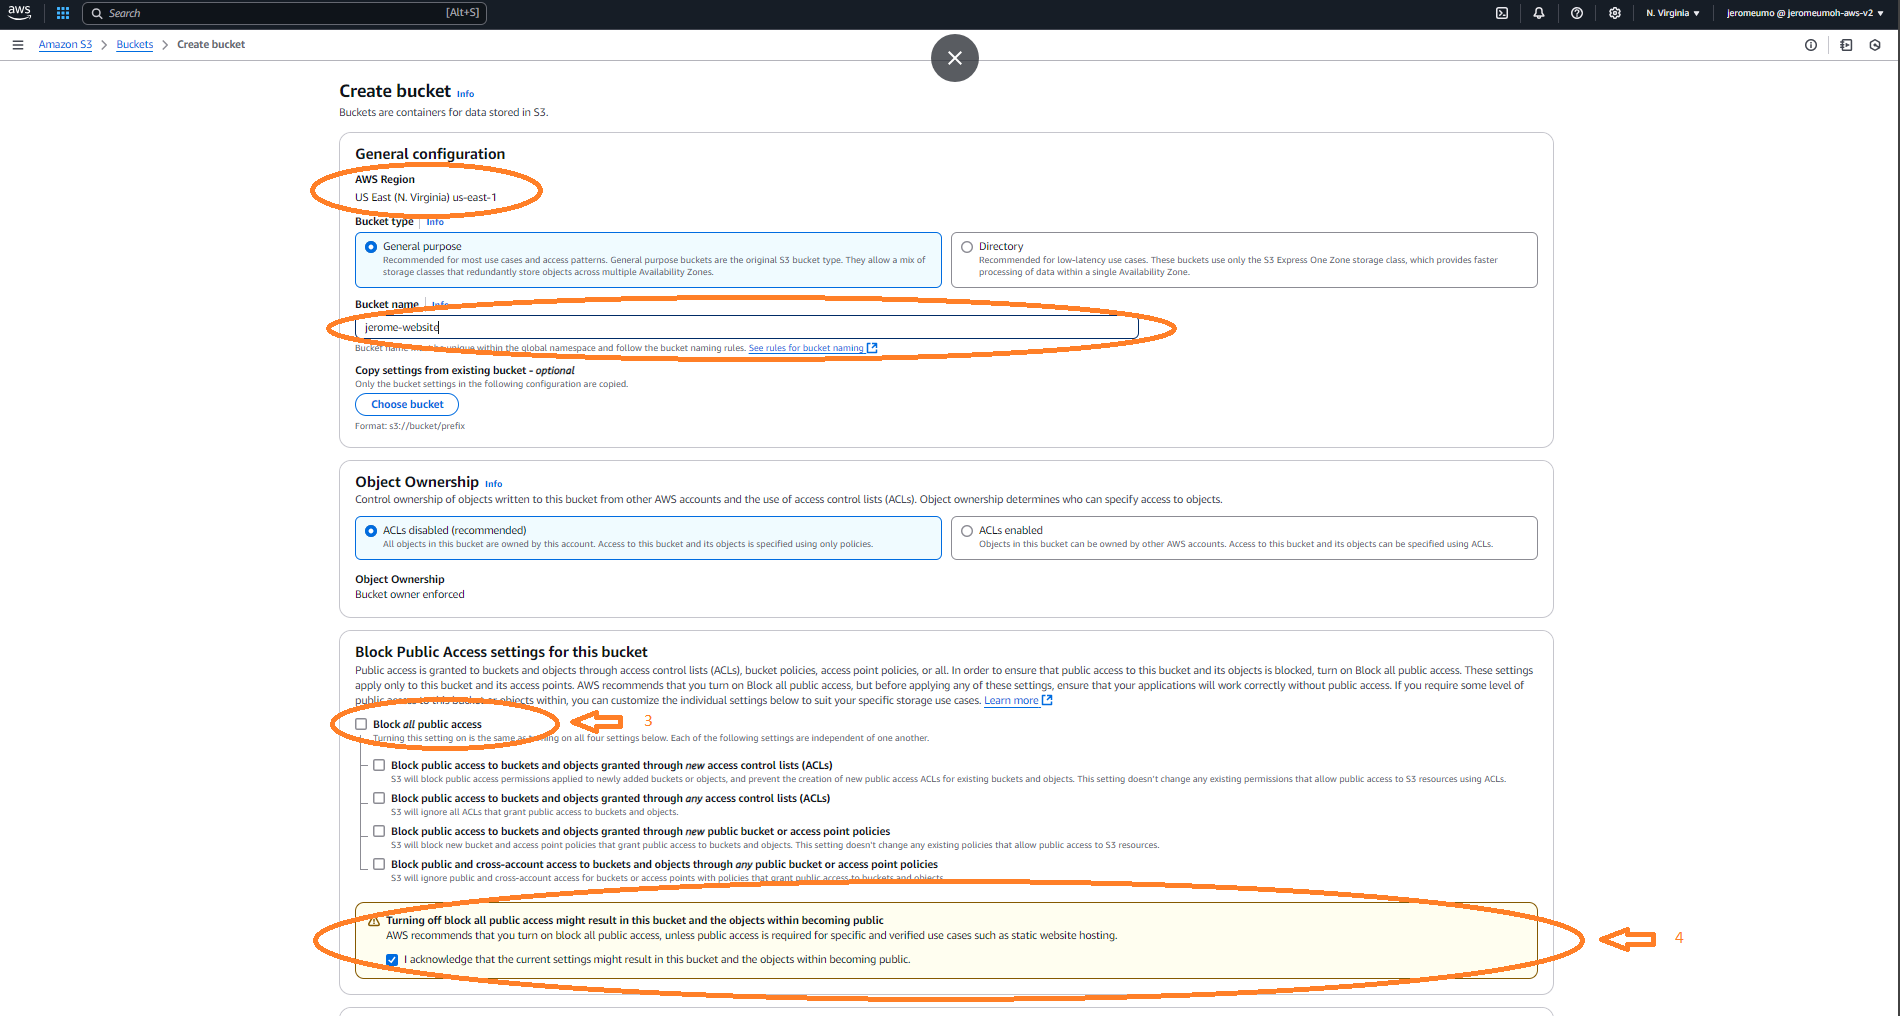 aws
Search [Alt+S]
N. Virginia ▼
jeromeumo @ jeromeumoh-aws-v2 ▼
Amazon S3 > Buckets > Create bucket
Create bucket Info
Buckets are containers for data stored in S3.
General configuration
AWS Region
US East (N. Virginia) us-east-1
Bucket type Info
General purpose
Recommended for most use cases and access patterns. General purpose buckets are the original S3 bucket type. They allow a mix of
storage classes that redundantly store objects across multiple Availability Zones.
Directory
Recommended for low-latency use cases. These buckets use only the S3 Express One Zone storage class, which provides faster
processing of data within a single Availability Zone.
Bucket name Info
jerome-website
Bucket name must be unique within the global namespace and follow the bucket naming rules. See rules for bucket naming
Copy settings from existing bucket - optional
Only the bucket settings in the following configuration are copied.
Choose bucket
Format: s3://bucket/prefix
Object Ownership Info
Control ownership of objects written to this bucket from other AWS accounts and the use of access control lists (ACLs). Object ownership determines who can specify access to objects.
ACLs disabled (recommended)
All objects in this bucket are owned by this account. Access to this bucket and its objects is specified using only policies.
ACLs enabled
Objects in this bucket can be owned by other AWS accounts. Access to this bucket and its objects can be specified using ACLs.
Object Ownership
Bucket owner enforced
Block Public Access settings for this bucket
Public access is granted to buckets and objects through access control lists (ACLs), bucket policies, access point policies, or all. In order to ensure that public access to this bucket and its objects is blocked, turn on Block all public access. These settings
apply only to this bucket and its access points. AWS recommends that you turn on Block all public access, but before applying any of these settings, ensure that your applications will work correctly without public access. If you require some level of
public access to this bucket or objects within, you can customize the individual settings below to suit your specific storage use cases. Learn more
Block all public access
3
Turning this setting on is the same as turning on all four settings below. Each of the following settings are independent of one another.
Block public access to buckets and objects granted through new access control lists (ACLs)
S3 will block public access permissions applied to newly added buckets or objects, and prevent the creation of new public access ACLs for existing buckets and objects. This setting doesn't change any existing permissions that allow public access to S3 resources using ACLs.
Block public access to buckets and objects granted through any access control lists (ACLs)
S3 will ignore all ACLs that grant public access to buckets and objects.
Block public access to buckets and objects granted through new public bucket or access point policies
S3 will block new bucket and access point policies that grant public access to buckets and objects. This setting doesn't change any existing policies that allow public access to S3 resources.
Block public and cross-account access to buckets and objects through any public bucket or access point policies
S3 will ignore public and cross-account access for buckets or access points with policies that grant public access to buckets and objects.
Turning off block all public access might result in this bucket and the objects within becoming public
AWS recommends that you turn on block all public access, unless public access is required for specific and verified use cases such as static website hosting.
4
I acknowledge that the current settings might result in this bucket and the objects within becoming public.